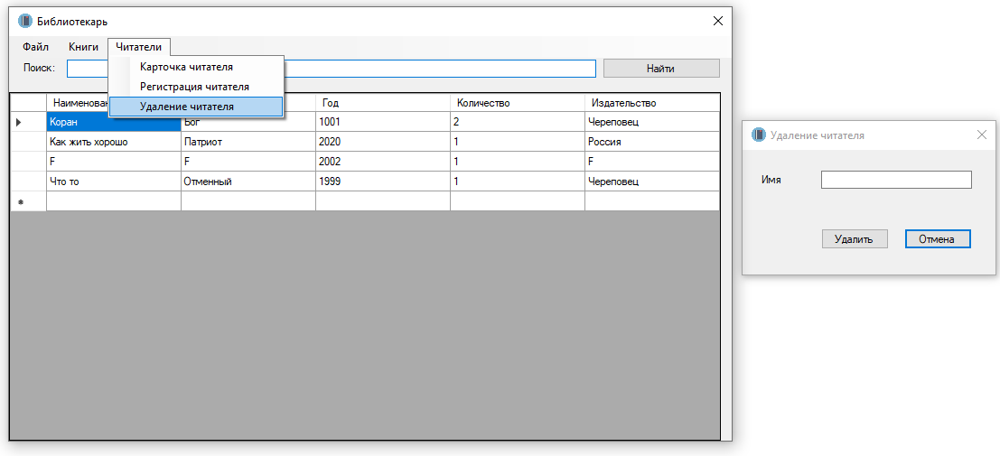 Библиотекарь
Файл Книги Читатели
Поиск: Найти
Карточка читателя
Регистрация читателя
Удаление читателя
Наименован Год Количество Издательство
Коран Бог 1001 2 Череповец
Как жить хорошо Патриот 2020 1 Россия
F F 2002 1 F
Что то Отменный 1999 1 Череповец
Удаление читателя
Имя
Удалить Отмена